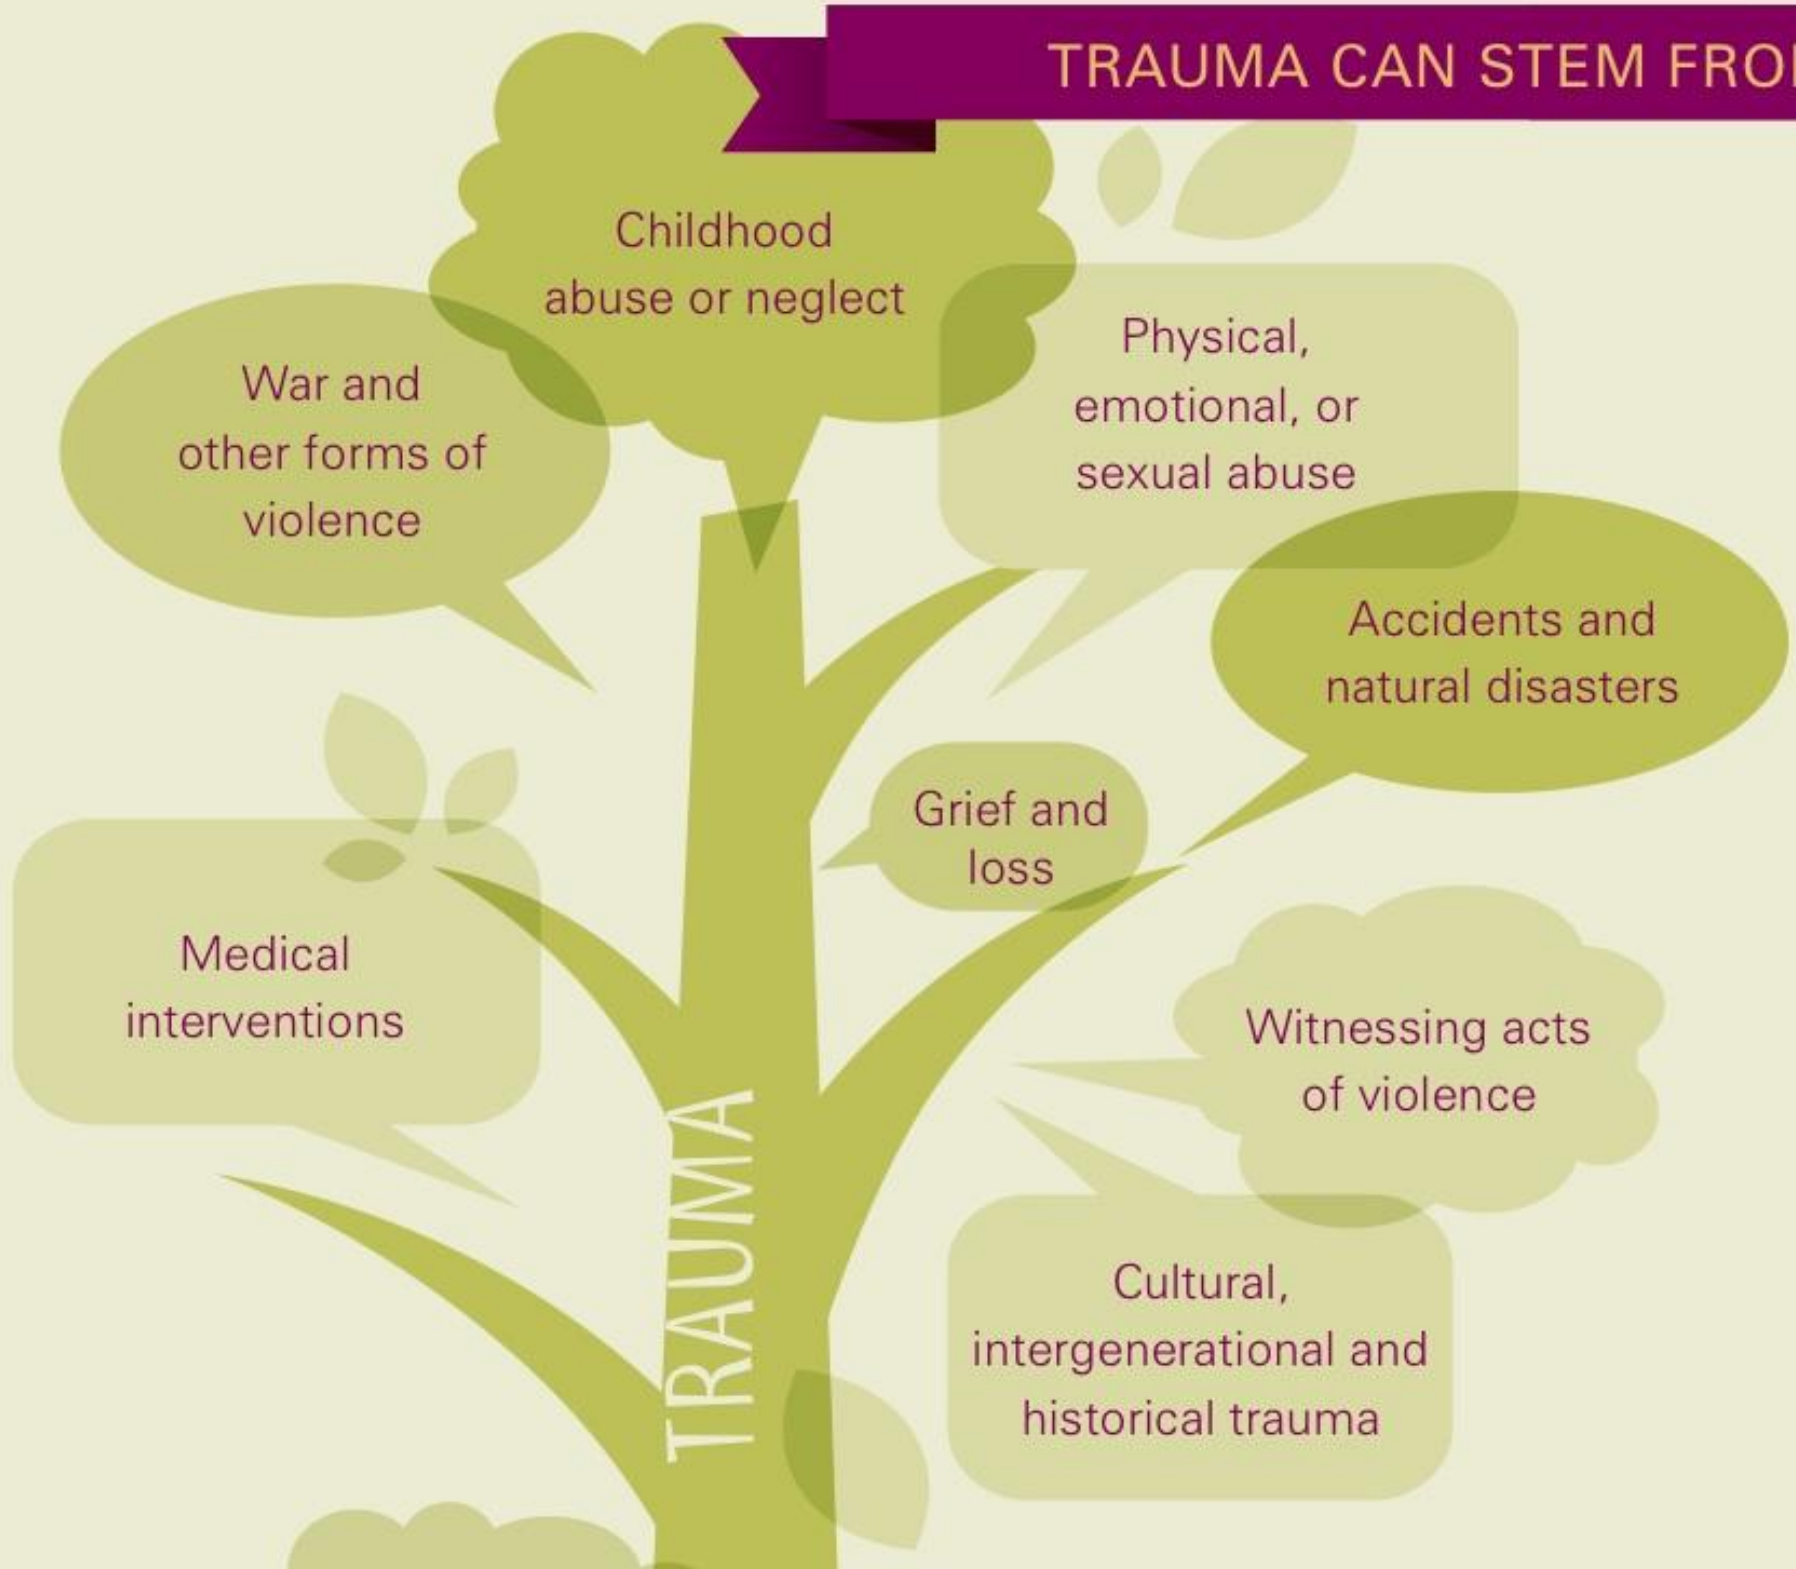 TRAUMA CAN STEM FRO
Childhood
abuse or neglect
War and
other forms of
violence
Physical,
emotional, or
sexual abuse
Accidents and
natural disasters
Grief and
loss
Medical
interventions
Witnessing acts
of violence
Cultural,
intergenerational and
historical trauma
TRAUMA